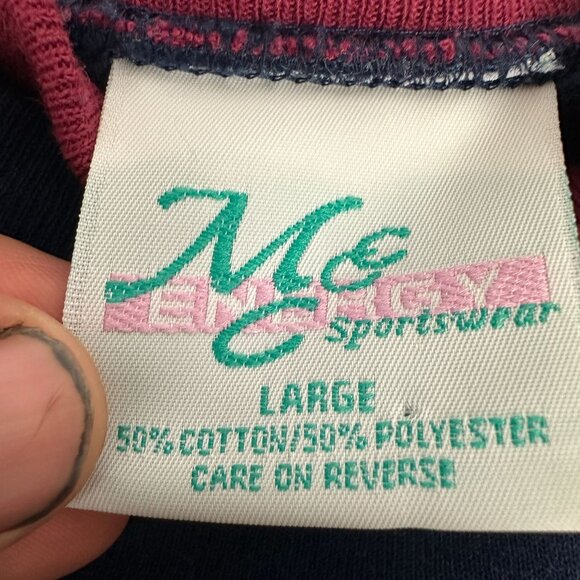 M&C
ENERGY
Sportswear
LARGE
50% COTTON/50% POLYESTER
CARE ON REVERSE